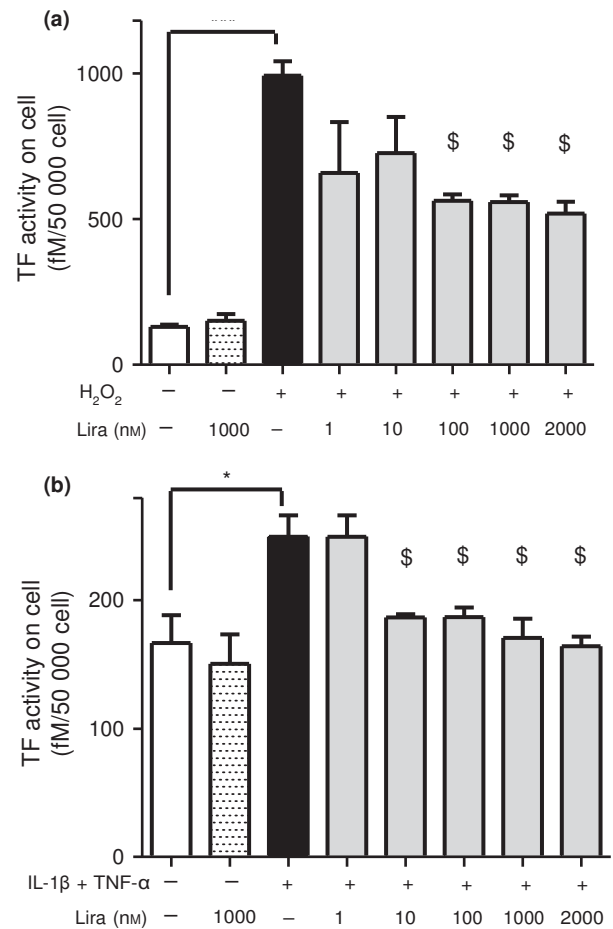 (a)
TF activity on cell
(fM/50 000 cell)
1000
$ $ $
500
0
H₂O₂ – – + + + + + +
Lira (nM) – 1000 – 1 10 100 1000 2000
(b)
*
TF activity on cell
(fM/50 000 cell)
$ $ $ $
200
100
0
IL-1β + TNF-α – – + + + + + +
Lira (nM) – 1000 – 1 10 100 1000 2000